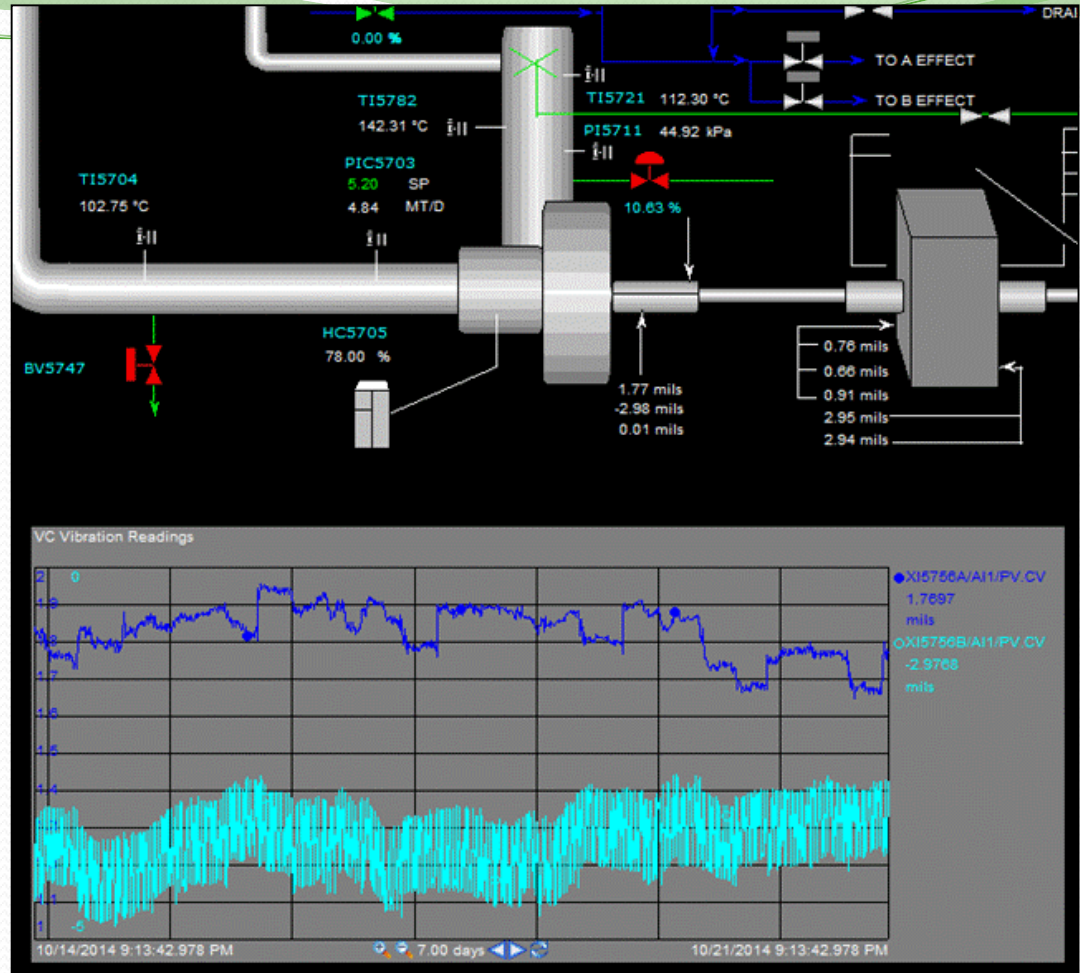 DRAI
0.00 %
TO A EFFECT
TO B EFFECT
TI5782
142.31 °C
TI5721 112.30 °C
PI5711 44.92 kPa
PIC5703
5.20 SP
4.84 MT/D
TI5704
102.75 °C
10.63 %
HC5705
78.00 %
BV5747
1.77 mils
-2.98 mils
0.01 mils
0.76 mils
0.66 mils
0.91 mils
2.95 mils
2.94 mils
VC Vibration Readings
2 0
1.9
1.8
1.7
1.6
1.5
1.4
1.3
1.1
1 -5
XI5756A/AI1/PV.CV
1.7697
mils
XI5756B/AI1/PV.CV
-2.9768
mils
10/14/2014 9:13:42.978 PM 7.00 days 10/21/2014 9:13:42.978 PM